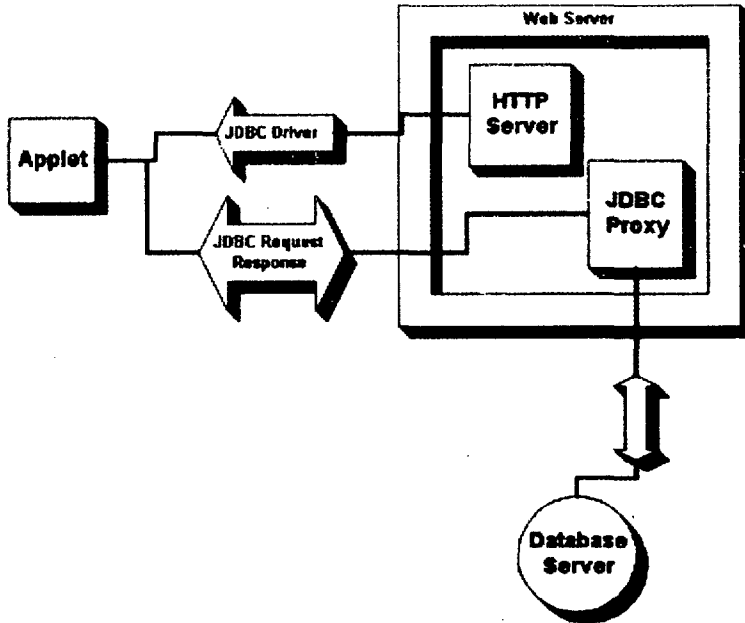 Web Server
HTTP
Server
JDBC Driver
Applet
JDBC
Proxy
JDBC Request
Response
Database
Server